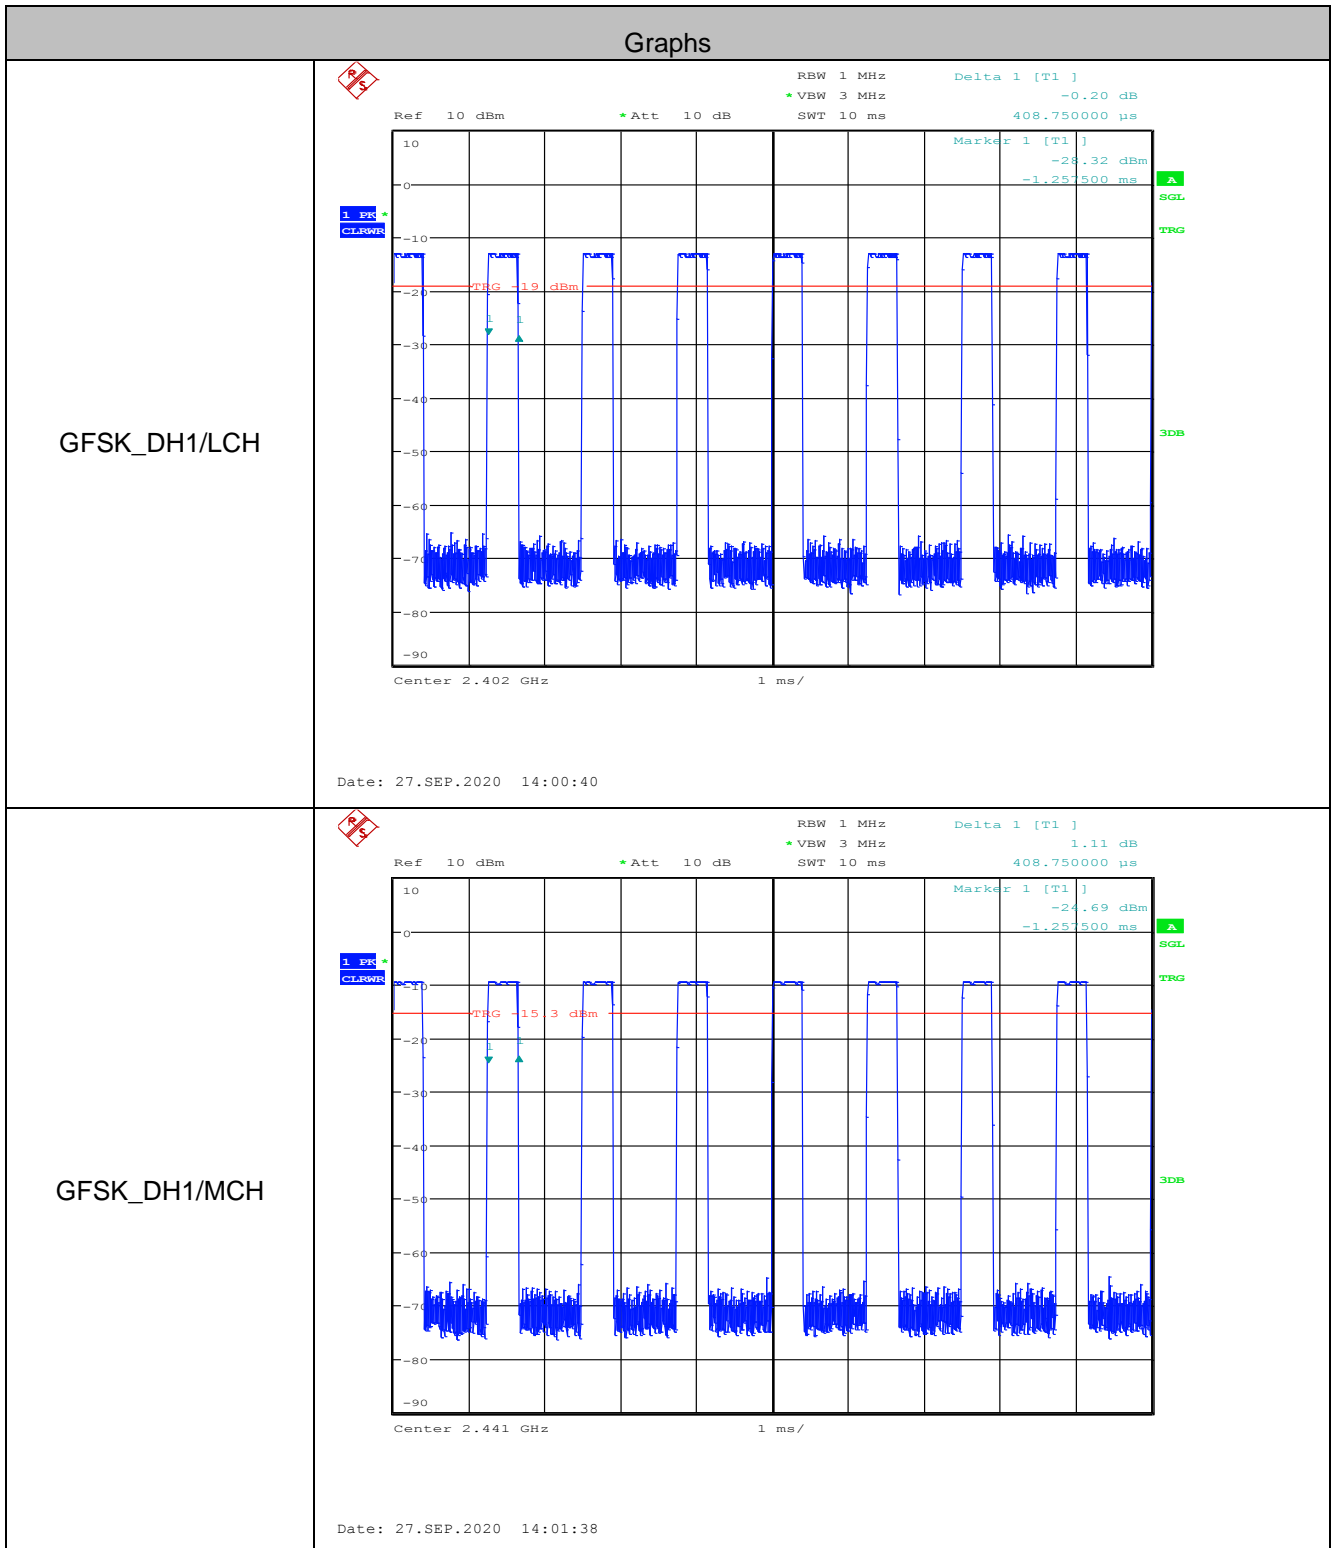 Graphs
GFSK_DH1/LCH
R S
RBW 1 MHz Delta 1 [T1 ]
* VBW 3 MHz -0.20 dB
Ref 10 dBm * Att 10 dB SWT 10 ms 408.750000 µs
10 Marker 1 [T1 ]
-28.32 dBm
-1.257500 ms A
0
SGL
1 PK *
CLRWR TRG
-10
TRG -19 dBm
-20
1 1
-30
-40
3DB
-50
-60
-70
-80
-90
Center 2.402 GHz 1 ms/
Date: 27.SEP.2020 14:00:40
GFSK_DH1/MCH
R S
RBW 1 MHz Delta 1 [T1 ]
* VBW 3 MHz 1.11 dB
Ref 10 dBm * Att 10 dB SWT 10 ms 408.750000 µs
10 Marker 1 [T1 ]
-24.69 dBm
-1.257500 ms A
0
SGL
1 PK *
CLRWR TRG
-10
TRG -15.3 dBm
-20
1 1
-30
-40
3DB
-50
-60
-70
-80
-90
Center 2.441 GHz 1 ms/
Date: 27.SEP.2020 14:01:38